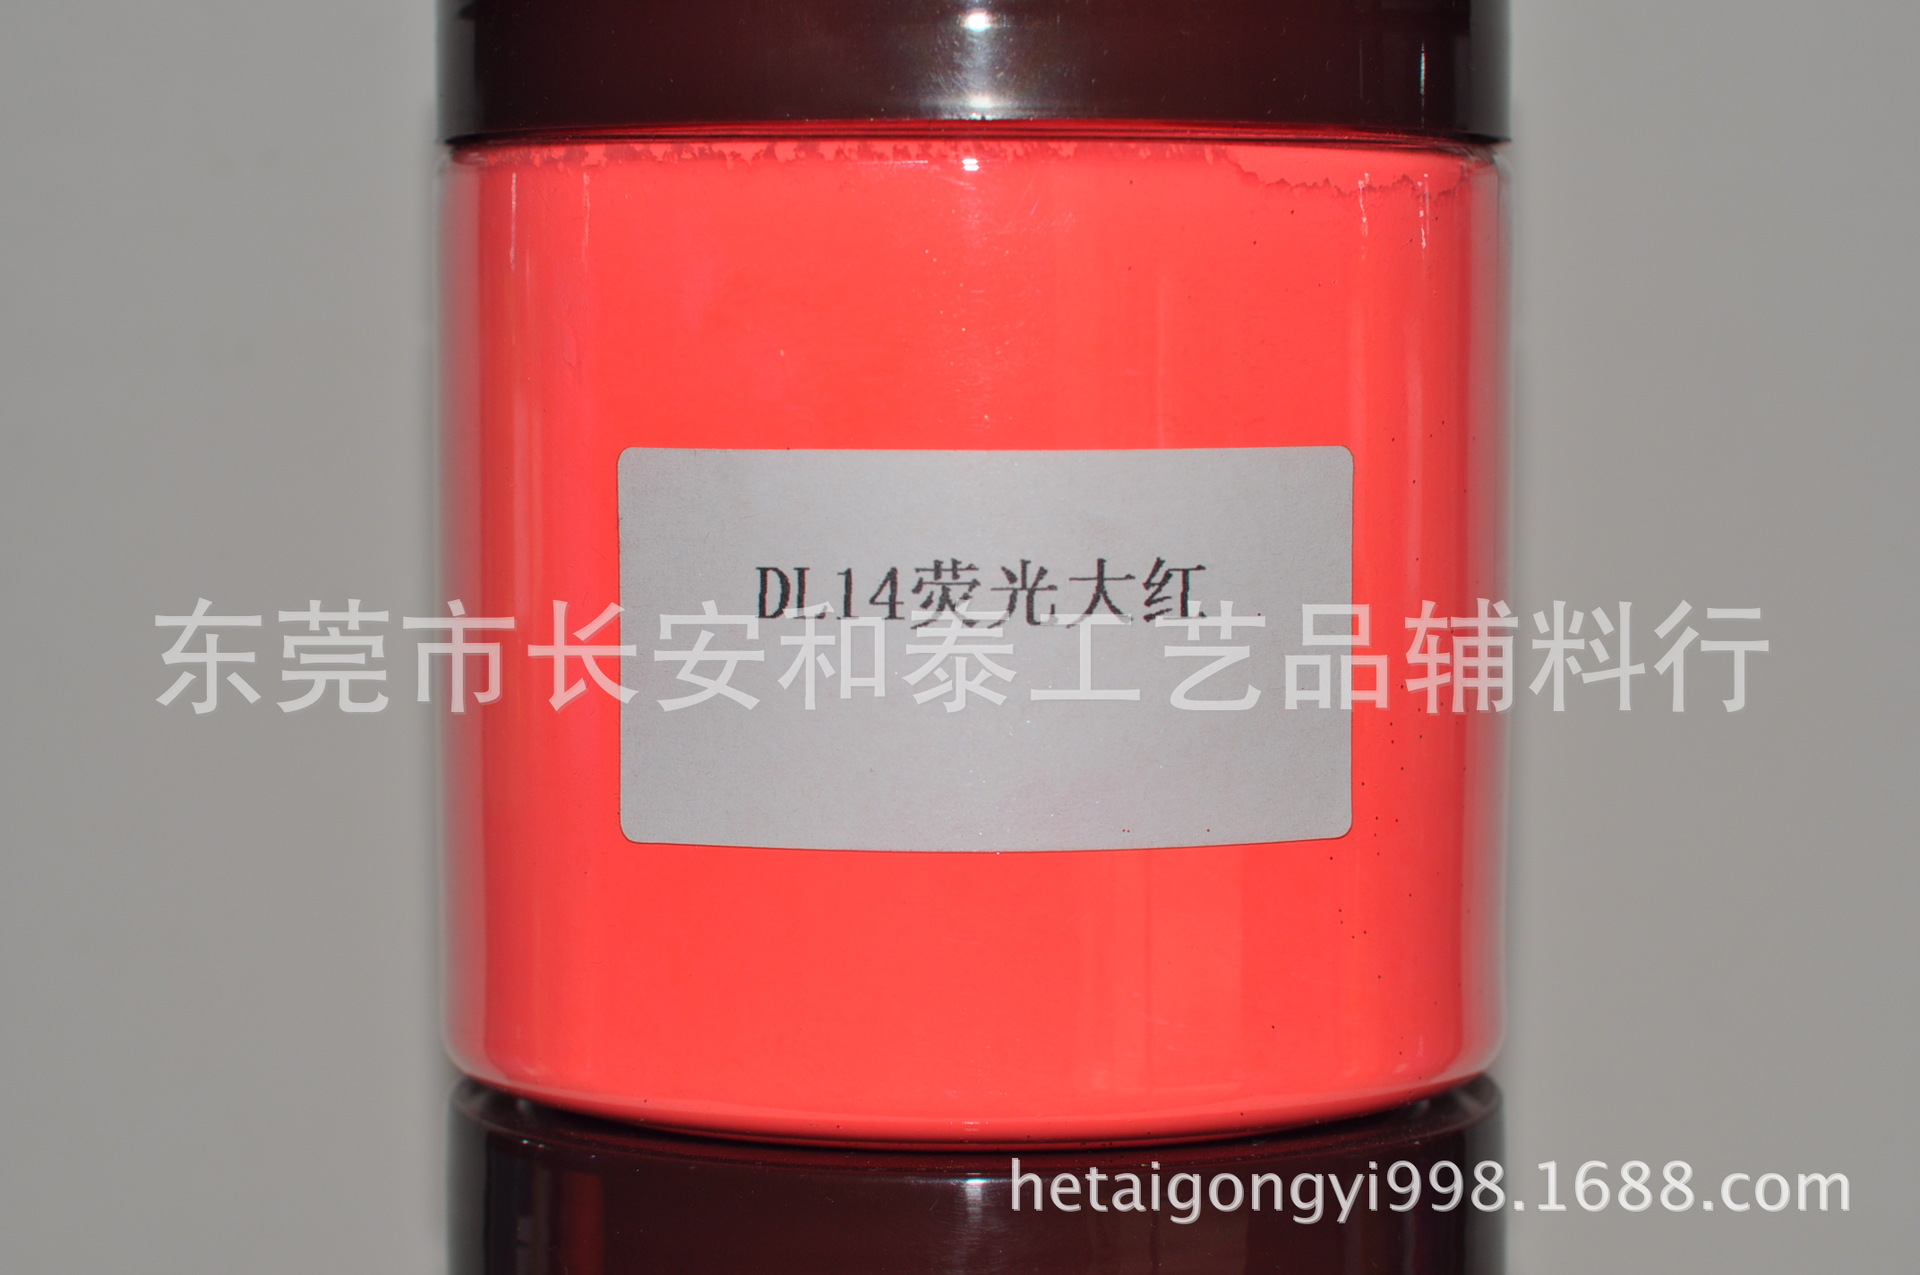 DL14荧光大红
东莞市长安和泰工艺品辅料行
hetaigongyi998.1688.com